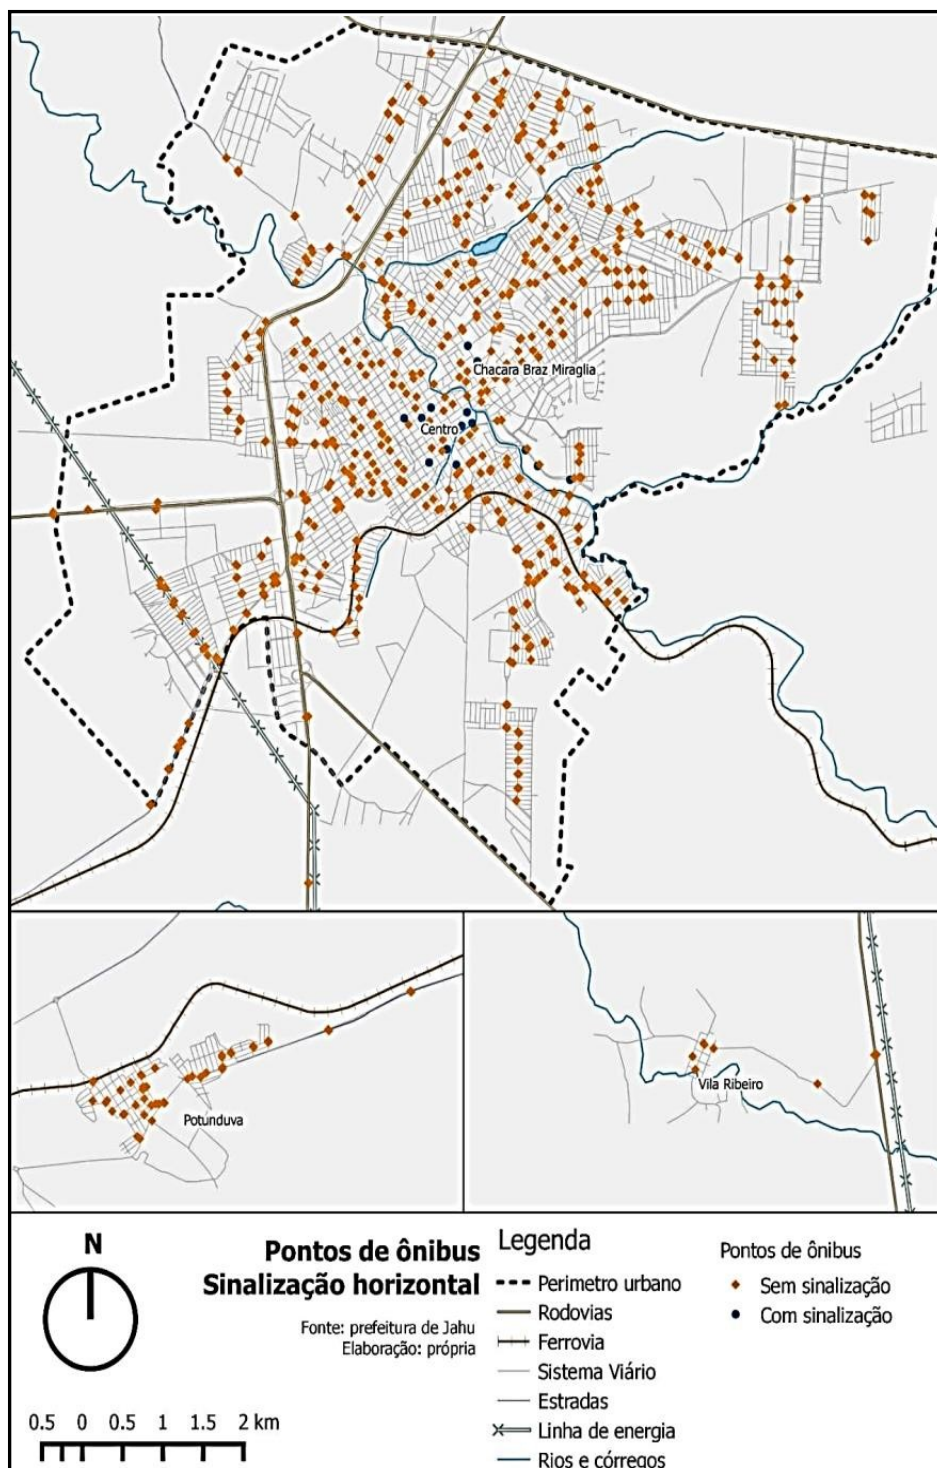 Chacara Braz Miraglia
Centro
Potunduva
Vila Ribeiro
N
Pontos de ônibus
Sinalização horizontal
Fonte: prefeitura de Jahu
Elaboração: própria
0.5 0 0.5 1 1.5 2 km
Legenda
Perimetro urbano
Rodovias
Ferrovia
Sistema Viário
Estradas
Linha de energia
Rios e córregos
Pontos de ônibus
Sem sinalização
Com sinalização